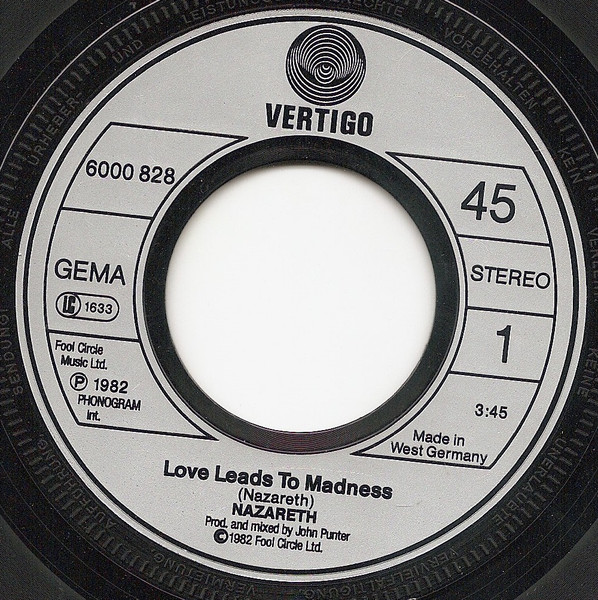 VERTIGO
6000 828
GEMA
LC 1633
Fool Circle
Music Ltd.
Ⓟ 1982
PHONOGRAM
Int.
45
STEREO
1
3:45
Made in
West Germany
Love Leads To Madness
(Nazareth)
NAZARETH
Prod. and mixed by John Punter
©1982 Fool Circle Ltd.
ALLE URHEBER UND LEISTUNGSSCHUTZRECHTE VORBEHALTEN KEIN VERLEIH! KEINE UNERLAUBTE VERVIELFÄLTIGUNG, VERMIETUNG, AUFFÜHRUNG, SENDUNG!